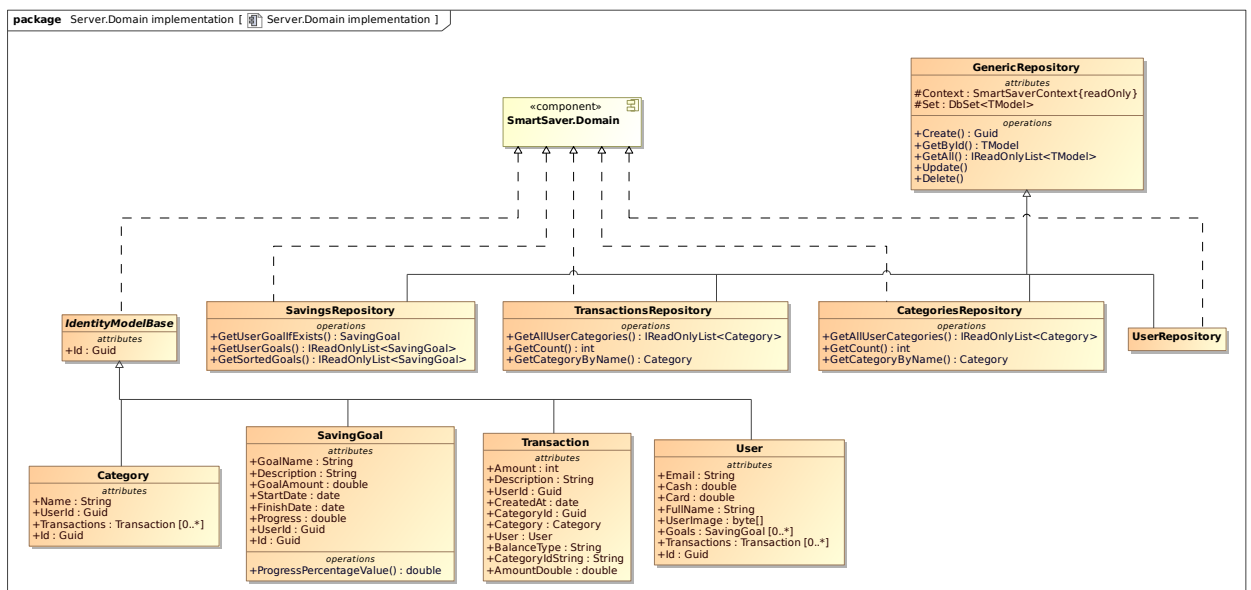 package Server.Domain implementation [ Server.Domain implementation ]
GenericRepository
attributes
#Context : SmartSaverContext{readOnly}
#Set : DbSet<TModel>
operations
+Create() : Guid
+GetById() : TModel
+GetAll() : IReadOnlyList<TModel>
+Update()
+Delete()
«component»
SmartSaver.Domain
IdentityModelBase
attributes
+Id : Guid
SavingsRepository
operations
+GetUserGoalIfExists() : SavingGoal
+GetUserGoals() : IReadOnlyList<SavingGoal>
+GetSortedGoals() : IReadOnlyList<SavingGoal>
TransactionsRepository
operations
+GetAllUserCategories() : IReadOnlyList<Category>
+GetCount() : int
+GetCategoryByName() : Category
CategoriesRepository
operations
+GetAllUserCategories() : IReadOnlyList<Category>
+GetCount() : int
+GetCategoryByName() : Category
UserRepository
Category
attributes
+Name : String
+UserId : Guid
+Transactions : Transaction [0..*]
+Id : Guid
SavingGoal
attributes
+GoalName : String
+Description : String
+GoalAmount : double
+StartDate : date
+FinishDate : date
+Progress : double
+UserId : Guid
+Id : Guid
operations
+ProgressPercentageValue() : double
Transaction
attributes
+Amount : int
+Description : String
+UserId : Guid
+CreatedAt : date
+CategoryId : Guid
+Category : Category
+User : User
+BalanceType : String
+CategoryIdString : String
+AmountDouble : double
User
attributes
+Email : String
+Cash : double
+Card : double
+FullName : String
+UserImage : byte[]
+Goals : SavingGoal [0..*]
+Transactions : Transaction [0..*]
+Id : Guid